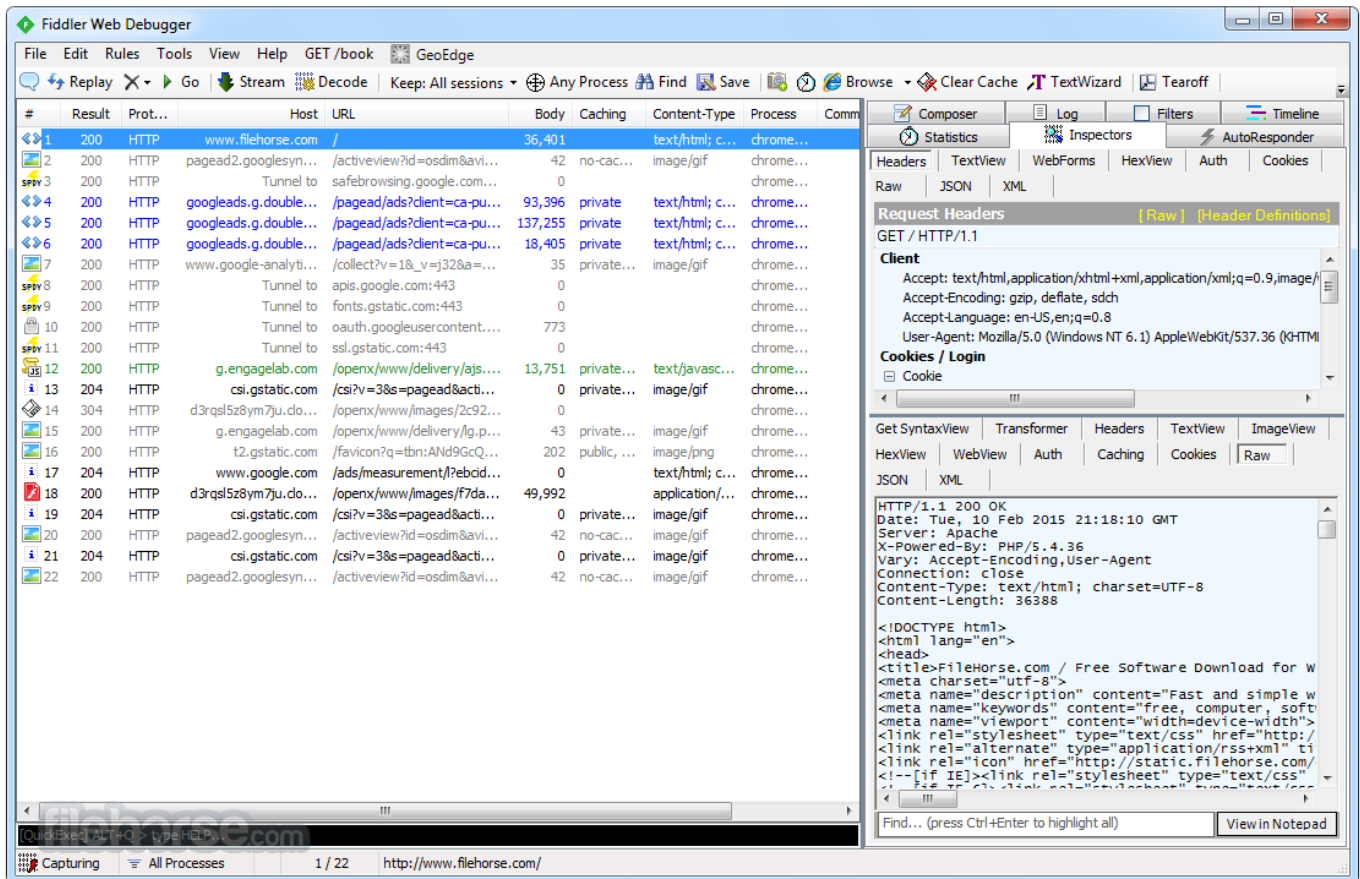 Fiddler Web Debugger
File Edit Rules Tools View Help GET /book GeoEdge
Replay Go Stream Decode Keep: All sessions Any Process Find Save Browse Clear Cache TextWizard Tearoff
# Result Prot... Host URL Body Caching Content-Type Process Comm
1 200 HTTP www.filehorse.com / 36,401 text/html; c... chrome...
2 200 HTTP pagead2.googlesyn... /activeview?id=osdim&avi... 42 no-cac... image/gif chrome...
SPDY 3 200 HTTP Tunnel to safebrowsing.google.com... 0 chrome...
4 200 HTTP googleads.g.double... /pagead/ads?client=ca-pu... 93,396 private text/html; c... chrome...
5 200 HTTP googleads.g.double... /pagead/ads?client=ca-pu... 137,255 private text/html; c... chrome...
6 200 HTTP googleads.g.double... /pagead/ads?client=ca-pu... 18,405 private text/html; c... chrome...
7 200 HTTP www.google-analyti... /collect?v=1&_v=j32&a=... 35 private... image/gif chrome...
SPDY 8 200 HTTP Tunnel to apis.google.com:443 0 chrome...
SPDY 9 200 HTTP Tunnel to fonts.gstatic.com:443 0 chrome...
10 200 HTTP Tunnel to oauth.googleusercontent.... 773 chrome...
SPDY 11 200 HTTP Tunnel to ssl.gstatic.com:443 0 chrome...
JS 12 200 HTTP g.engagelab.com /openx/www/delivery/ajs.... 13,751 private... text/javasc... chrome...
i 13 204 HTTP csi.gstatic.com /csi?v=3&s=pagead&acti... 0 private... image/gif chrome...
14 304 HTTP d3rqsl5z8ym7ju.clo... /openx/www/images/2c92... 0 chrome...
15 200 HTTP g.engagelab.com /openx/www/delivery/lg.p... 43 private... image/gif chrome...
16 200 HTTP t2.gstatic.com /favicon?q=tbn:ANd9GcQ... 202 public, ... image/png chrome...
i 17 204 HTTP www.google.com /ads/measurement/l?ebcid... 0 text/html; c... chrome...
18 200 HTTP d3rqsl5z8ym7ju.clo... /openx/www/images/f7da... 49,992 application/... chrome...
i 19 204 HTTP csi.gstatic.com /csi?v=3&s=pagead&acti... 0 private... image/gif chrome...
20 200 HTTP pagead2.googlesyn... /activeview?id=osdim&avi... 42 no-cac... image/gif chrome...
i 21 204 HTTP csi.gstatic.com /csi?v=3&s=pagead&acti... 0 private... image/gif chrome...
22 200 HTTP pagead2.googlesyn... /activeview?id=osdim&avi... 42 no-cac... image/gif chrome...
filehorse.com
[QuickExec] ALT+Q > type HELP...
Composer Log Filters Timeline
Statistics Inspectors AutoResponder
Headers TextView WebForms HexView Auth Cookies
Raw JSON XML
Request Headers [ Raw ] [Header Definitions]
GET / HTTP/1.1
Client
Accept: text/html,application/xhtml+xml,application/xml;q=0.9,image/
Accept-Encoding: gzip, deflate, sdch
Accept-Language: en-US,en;q=0.8
User-Agent: Mozilla/5.0 (Windows NT 6.1) AppleWebKit/537.36 (KHTML
Cookies / Login
Cookie
Get SyntaxView Transformer Headers TextView ImageView
HexView WebView Auth Caching Cookies Raw
JSON XML
HTTP/1.1 200 OK
Date: Tue, 10 Feb 2015 21:18:10 GMT
Server: Apache
X-Powered-By: PHP/5.4.36
Vary: Accept-Encoding,User-Agent
Connection: close
Content-Type: text/html; charset=UTF-8
Content-Length: 36388
<!DOCTYPE html>
<html lang="en">
<head>
<title>FileHorse.com / Free Software Download for W
<meta charset="utf-8">
<meta name="description" content="Fast and simple w
<meta name="keywords" content="free, computer, soft
<meta name="viewport" content="width=device-width">
<link rel="stylesheet" type="text/css" href="http:/
<link rel="alternate" type="application/rss+xml" ti
<link rel="icon" href="http://static.filehorse.com/
<!--[if IE]><link rel="stylesheet" type="text/css"
Find... (press Ctrl+Enter to highlight all) View in Notepad
Capturing All Processes 1 / 22 http://www.filehorse.com/